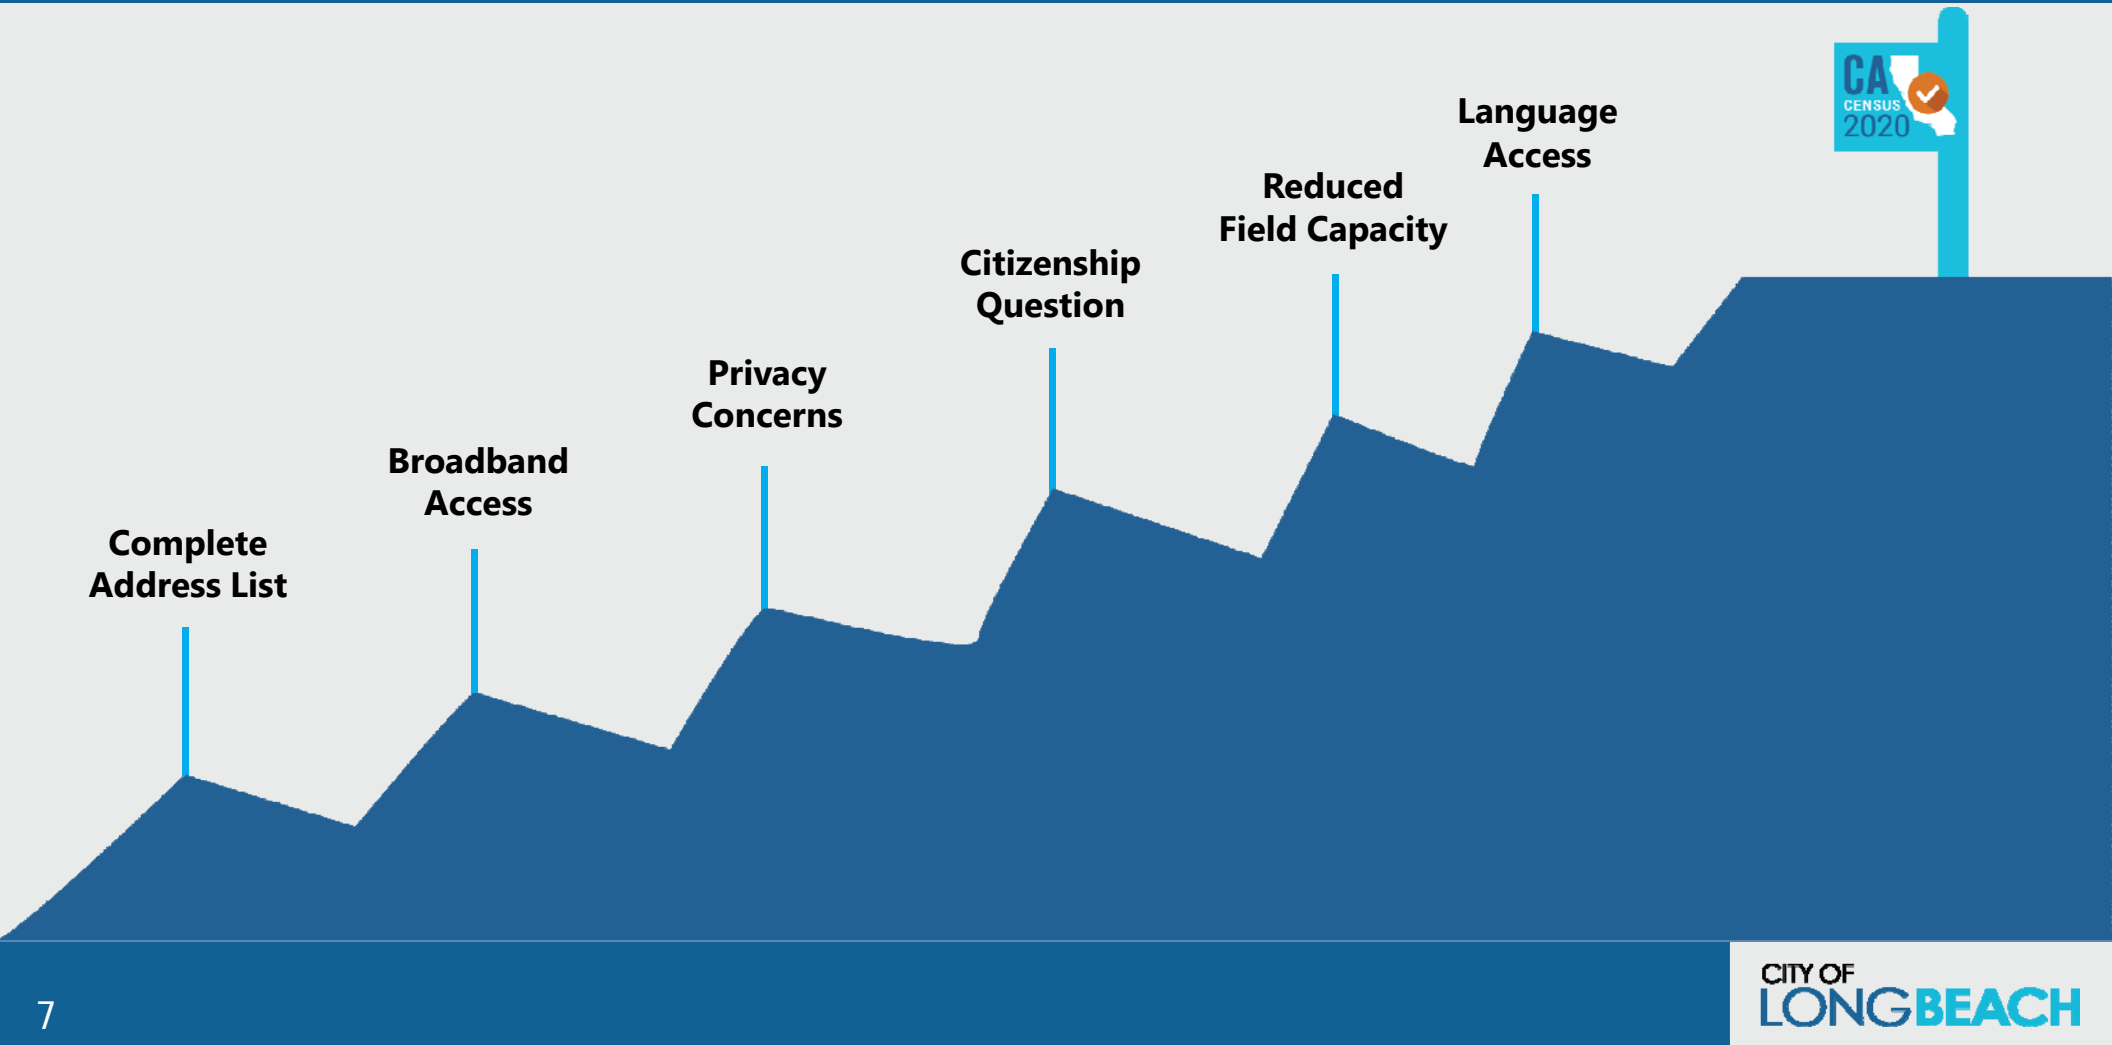 Complete
Address List
Broadband
Access
Privacy
Concerns
Citizenship
Question
Reduced
Field Capacity
Language
Access
CA
CENSUS
2020
7
CITY OF
LONGBEACH